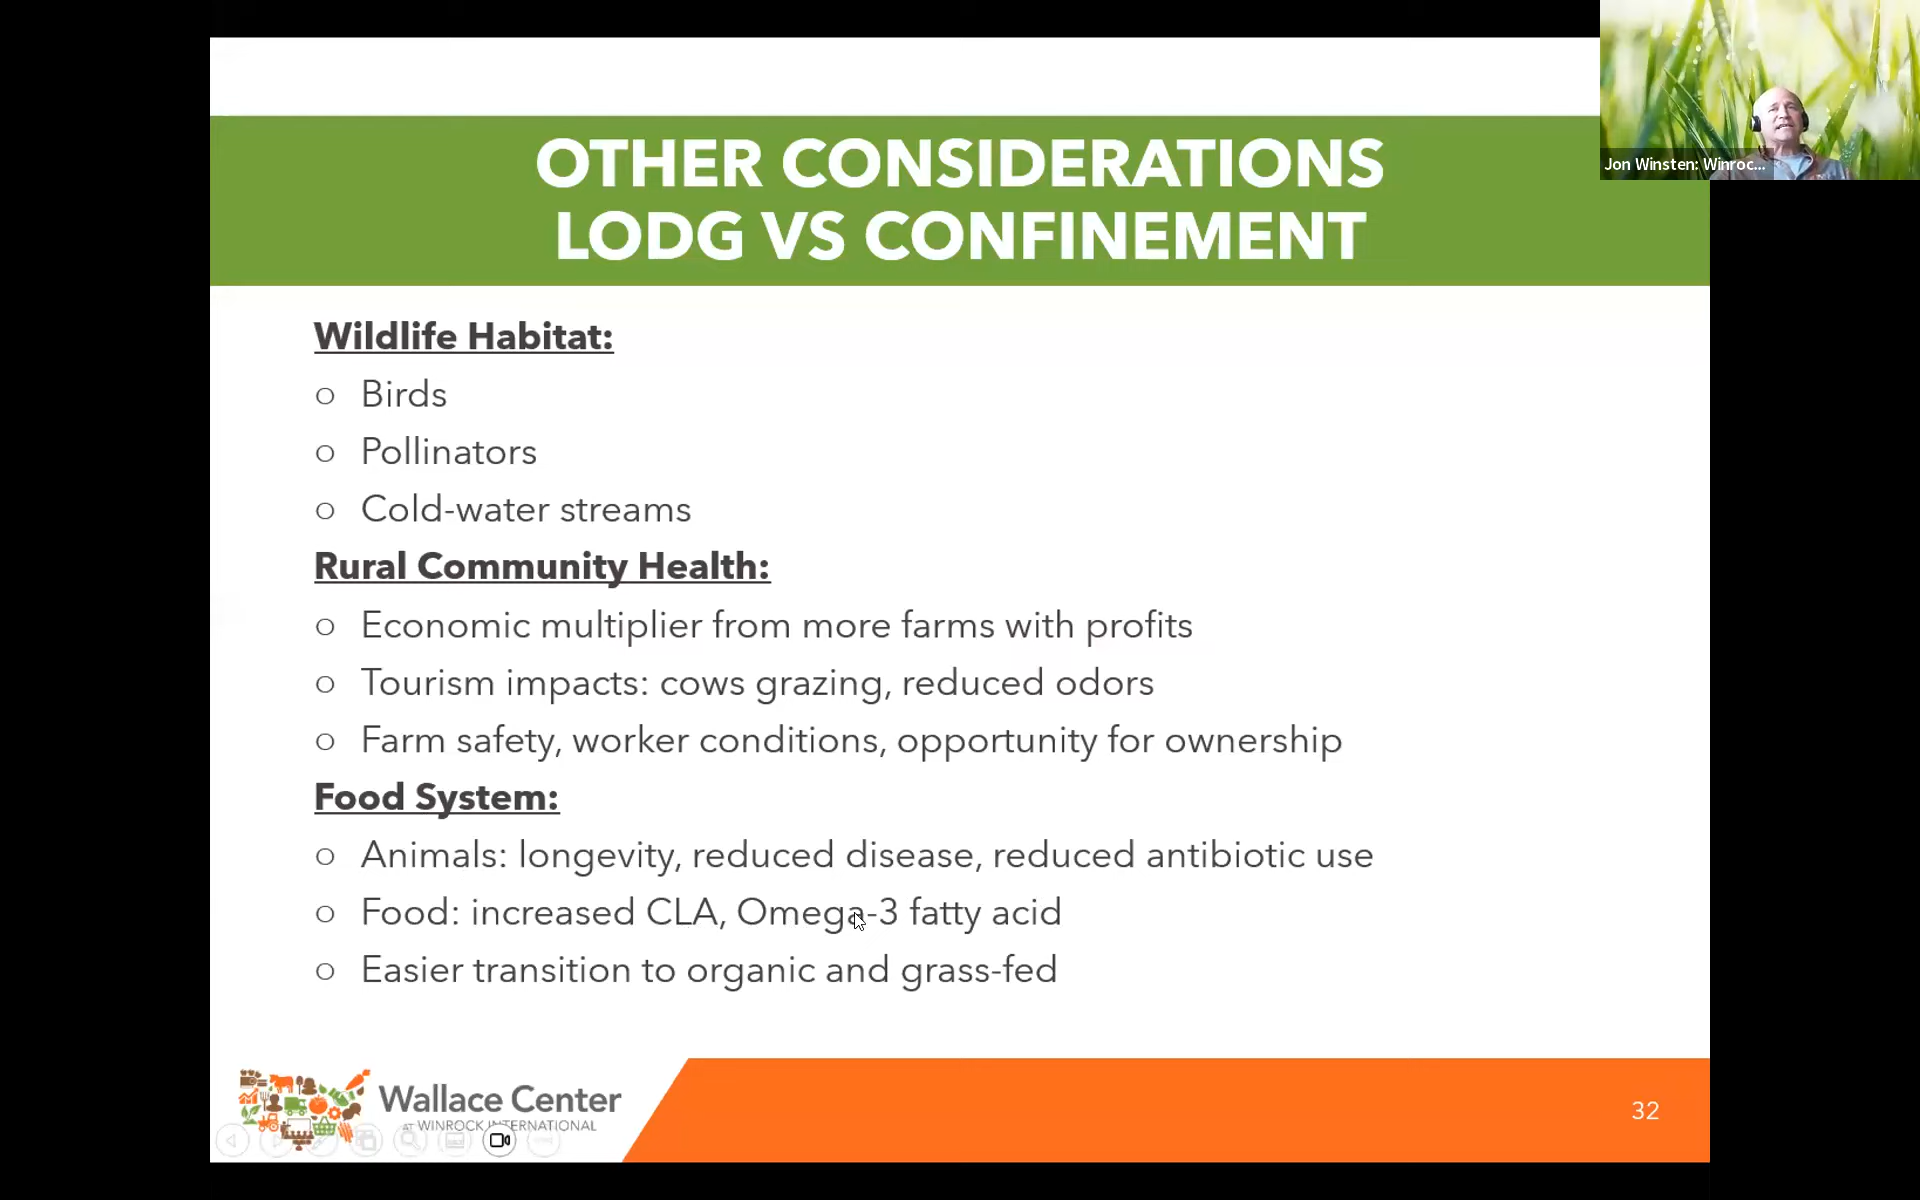 Jon Winsten: Winroc...
OTHER CONSIDERATIONS
LODG VS CONFINEMENT
Wildlife Habitat:
o Birds
o Pollinators
o Cold-water streams
Rural Community Health:
o Economic multiplier from more farms with profits
o Tourism impacts: cows grazing, reduced odors
o Farm safety, worker conditions, opportunity for ownership
Food System:
o Animals: longevity, reduced disease, reduced antibiotic use
o Food: increased CLA, Omega-3 fatty acid
o Easier transition to organic and grass-fed
Wallace Center
AT WINROCK INTERNATIONAL
32